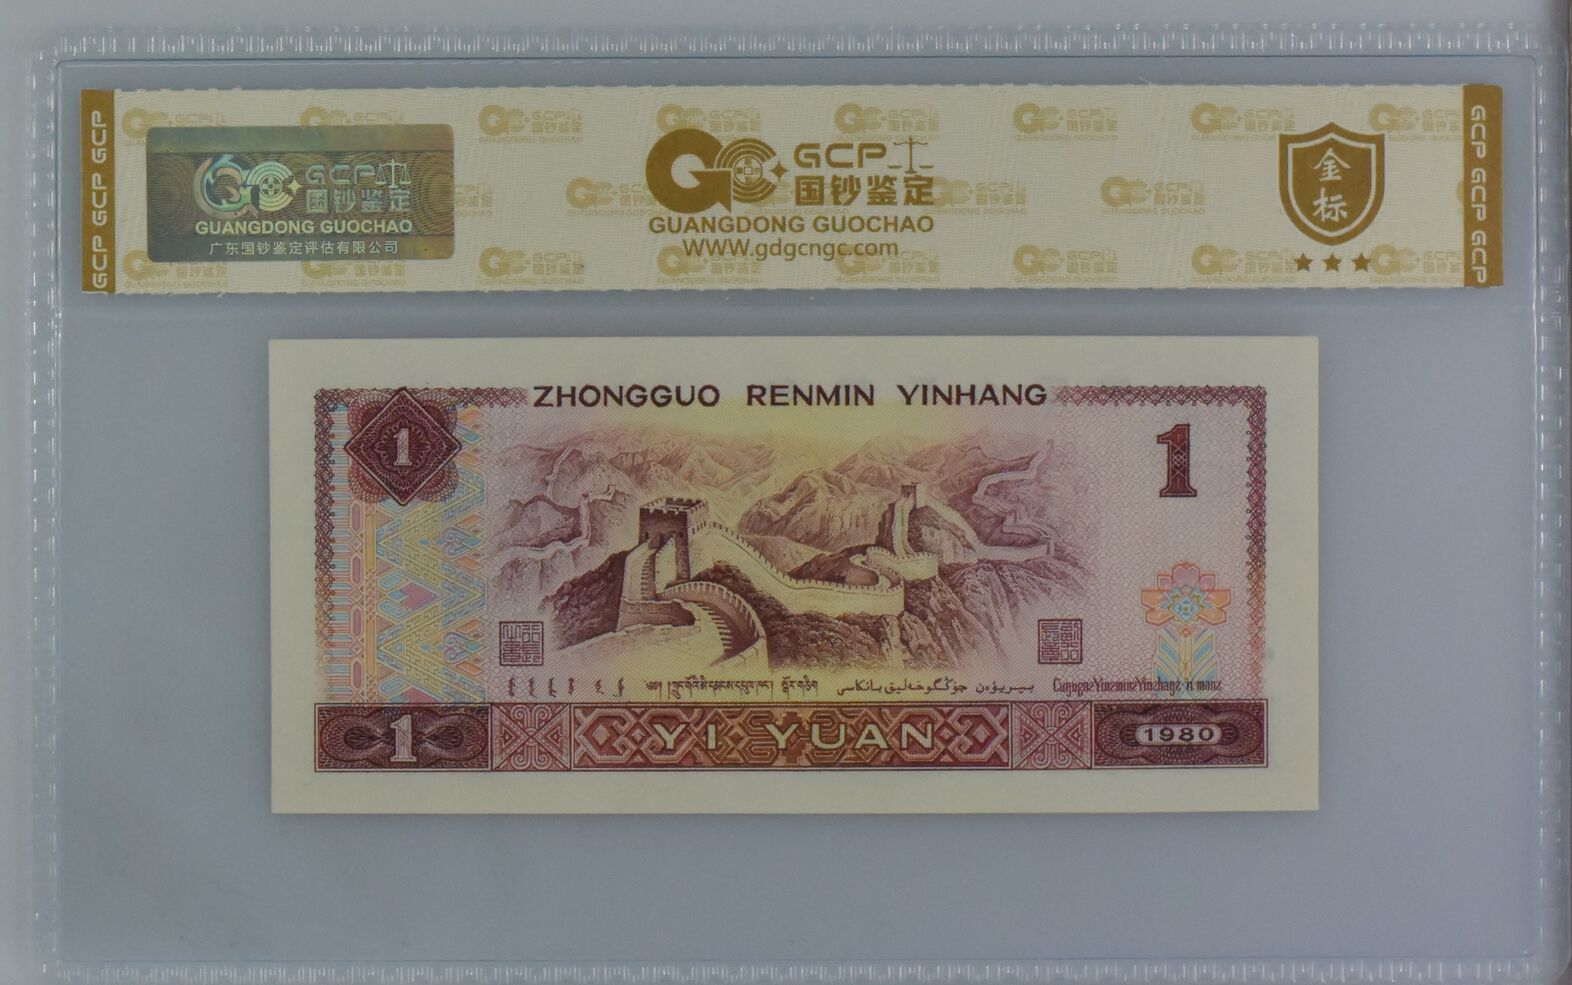 GCP GCP GCP
GCP
国钞鉴定
GUANGDONG GUOCHAO
广东国钞鉴定评估有限公司
GCP
国钞鉴定
GUANGDONG GUOCHAO
WWW.gdgcngc.com
金标
GCP GCP GCP
ZHONGGUO RENMIN YINHANG
1
1
1
YI YUAN
1980